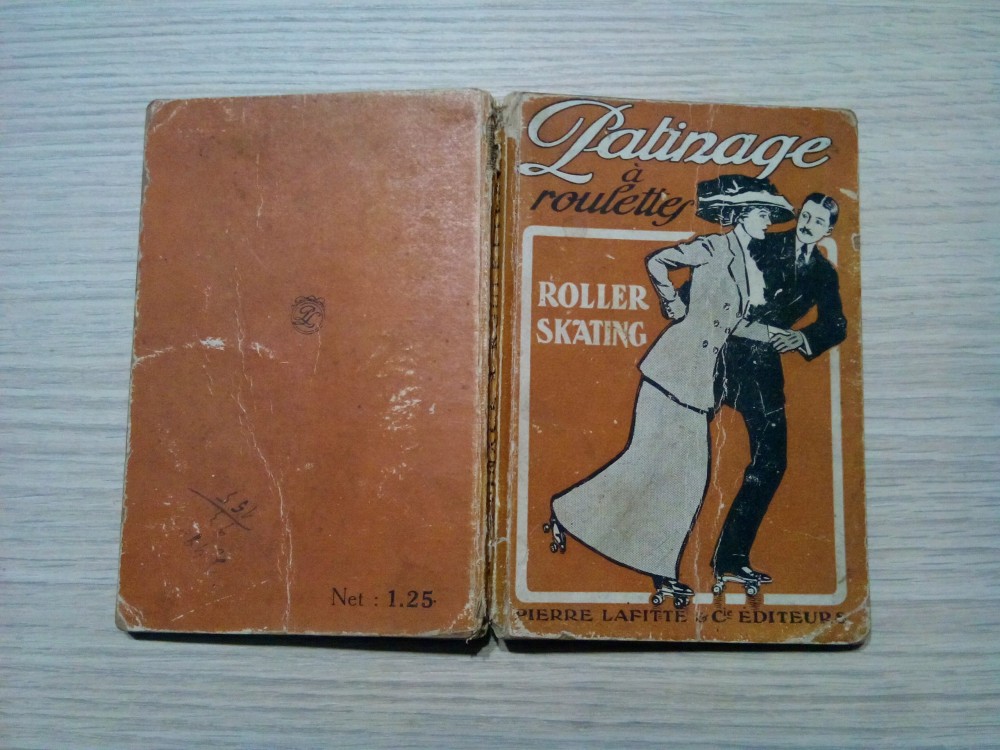 Patinage
à
roulettes
ROLLER
SKATING
PIERRE LAFITTE & Cie EDITEURS
Net : 1.25